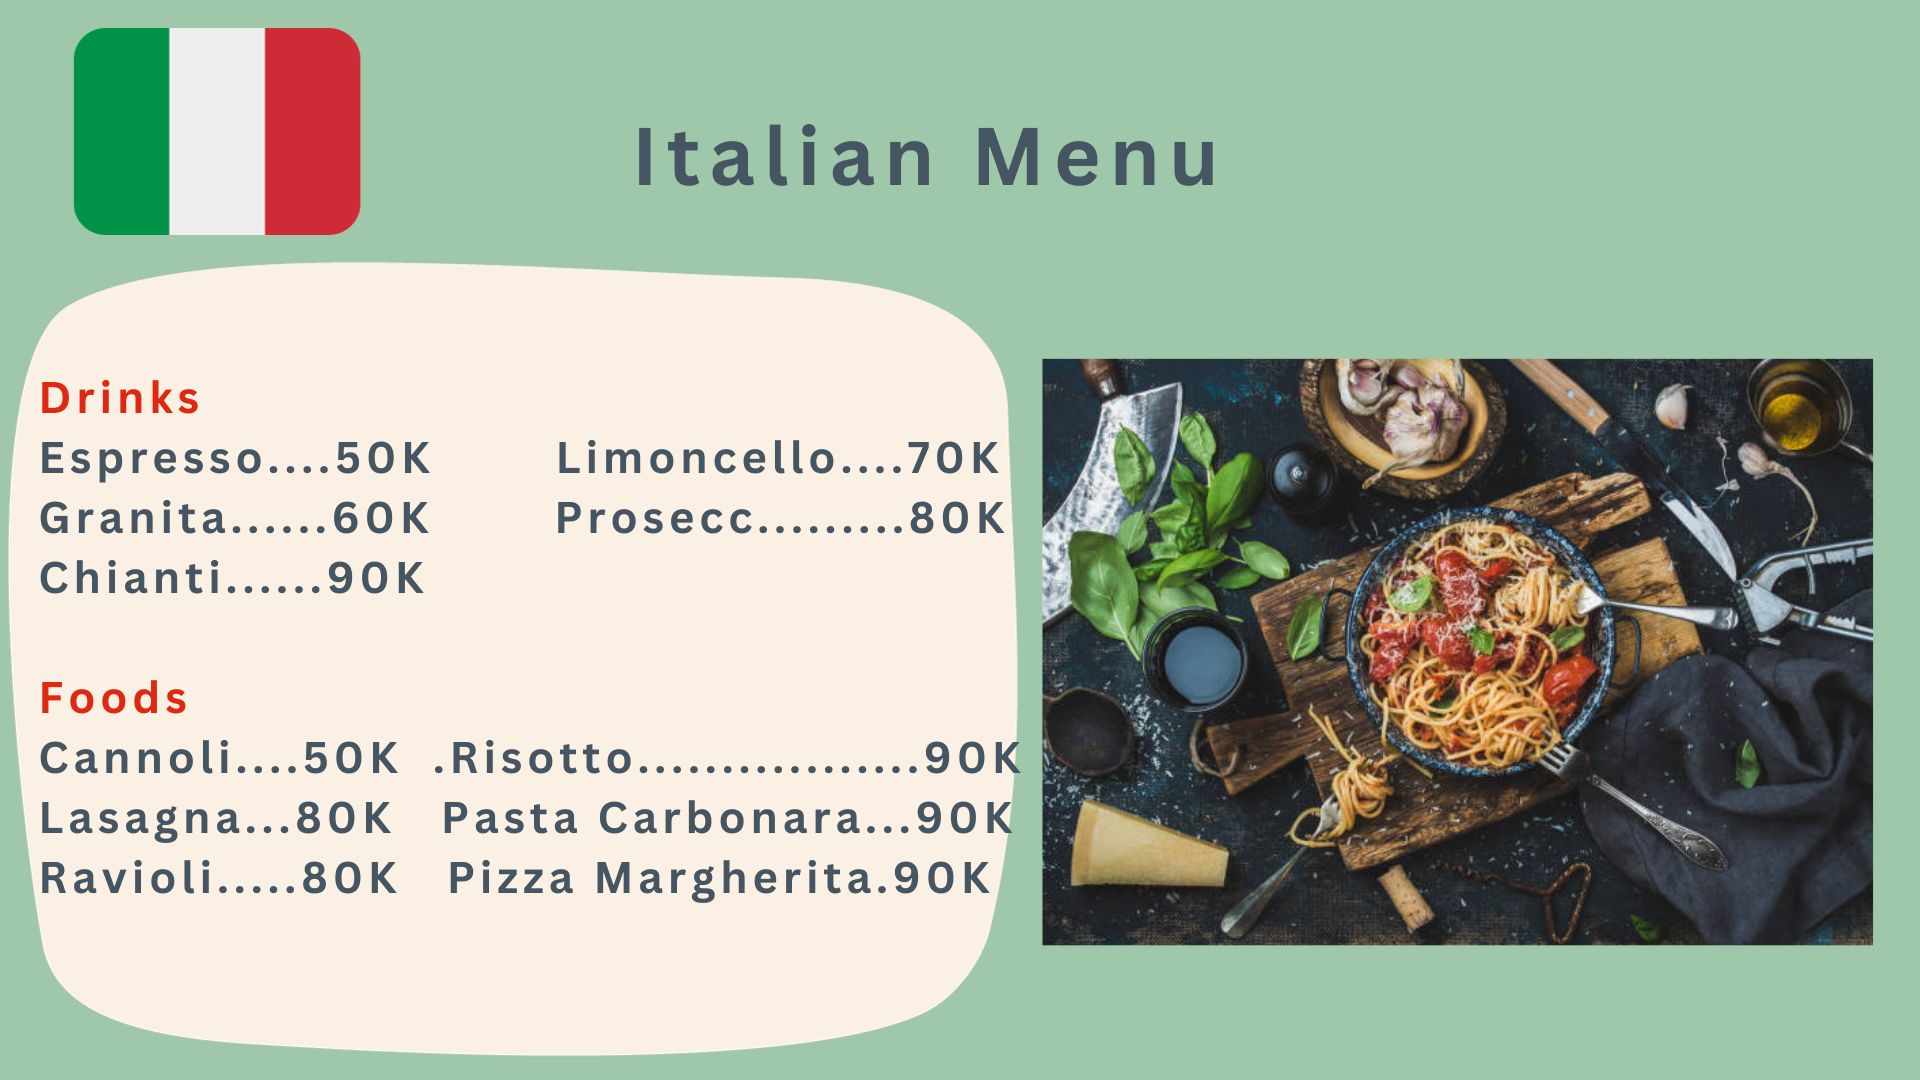 Italian Menu
Drinks
Espresso....50K Limoncello....70K
Granita......60K Prosecc.........80K
Chianti......90K
Foods
Cannoli....50K .Risotto.................90K
Lasagna...80K Pasta Carbonara...90K
Ravioli.....80K Pizza Margherita.90K